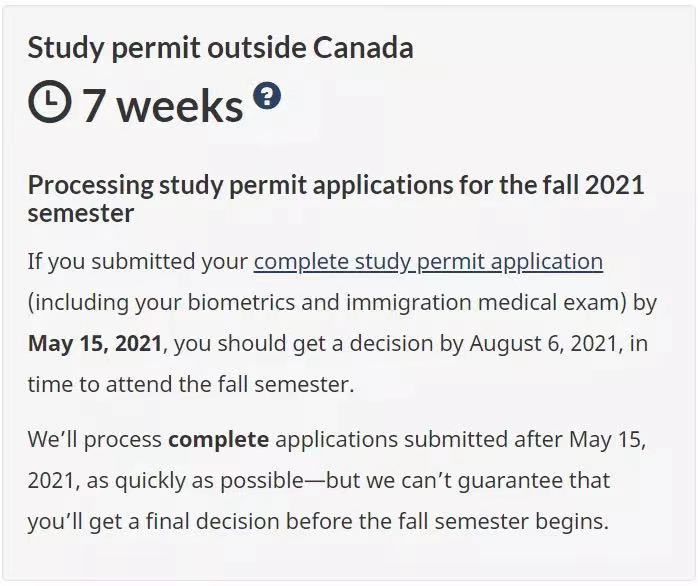 Study permit outside Canada
7 weeks ?
Processing study permit applications for the fall 2021
semester
If you submitted your complete study permit application
(including your biometrics and immigration medical exam) by
May 15, 2021, you should get a decision by August 6, 2021, in
time to attend the fall semester.
We’ll process complete applications submitted after May 15,
2021, as quickly as possible—but we can’t guarantee that
you’ll get a final decision before the fall semester begins.